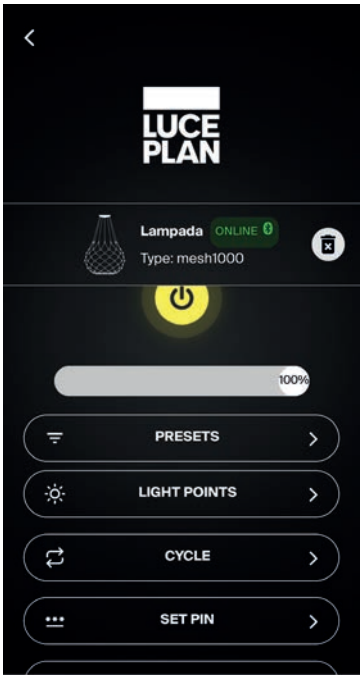 LUCE
PLAN
Lampada ONLINE
Type: mesh1000
100%
PRESETS
LIGHT POINTS
CYCLE
SET PIN